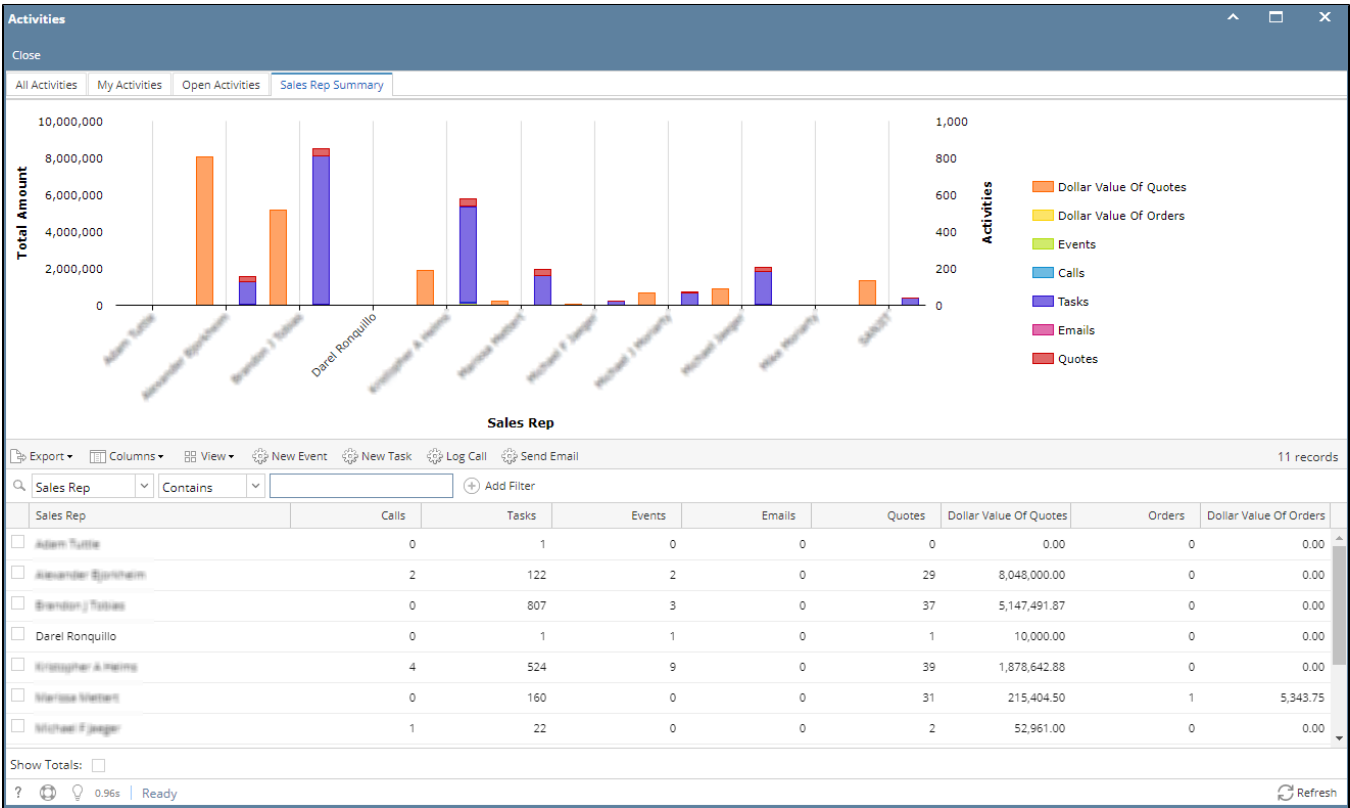 Activities
Close
All Activities My Activities Open Activities Sales Rep Summary
10,000,000 1,000
8,000,000 800
6,000,000 600
4,000,000 400
2,000,000 200
0 0
Total Amount
Activities
Dollar Value Of Quotes
Dollar Value Of Orders
Events
Calls
Tasks
Emails
Quotes
Darel Ronquillo
Sales Rep
Export Columns View New Event New Task Log Call Send Email 11 records
Sales Rep Contains Add Filter
Sales Rep Calls Tasks Events Emails Quotes Dollar Value Of Quotes Orders Dollar Value Of Orders
0 1 0 0 0 0.00 0 0.00
2 122 2 0 29 8,048,000.00 0 0.00
0 807 3 0 37 5,147,491.87 0 0.00
Darel Ronquillo 0 1 1 0 1 10,000.00 0 0.00
4 524 9 0 39 1,878,642.88 0 0.00
0 160 0 0 31 215,404.50 1 5,343.75
1 22 0 0 2 52,961.00 0 0.00
Show Totals:
? 0.96s Ready Refresh